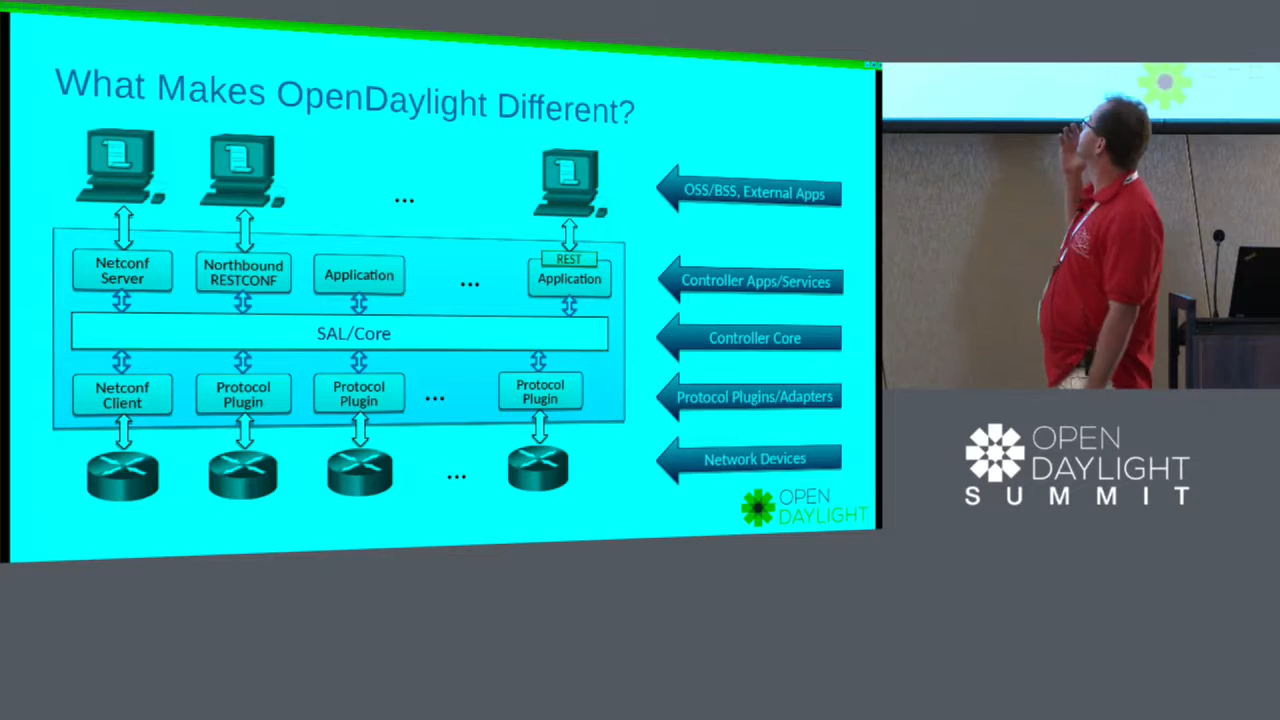 What Makes OpenDaylight Different?
...
OSS/BSS, External Apps
Netconf
Server
Northbound
RESTCONF
Application
...
REST
Application
Controller Apps/Services
SAL/Core
Controller Core
Netconf
Client
Protocol
Plugin
Protocol
Plugin
...
Protocol
Plugin
Protocol Plugins/Adapters
...
Network Devices
OPEN
DAYLIGHT
OPEN
DAYLIGHT
SUMMIT